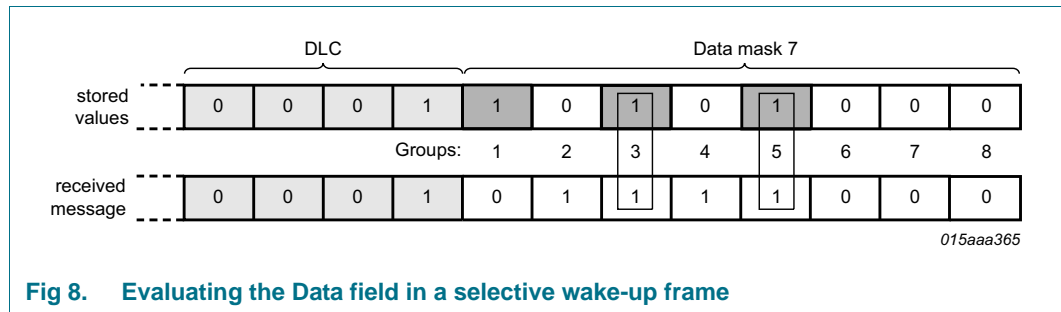 DLC Data mask 7
stored values 0 0 0 1 1 0 1 0 1 0 0 0
Groups: 1 2 3 4 5 6 7 8
received message 0 0 0 1 0 1 1 1 1 0 0 0
015aaa365
Fig 8. Evaluating the Data field in a selective wake-up frame